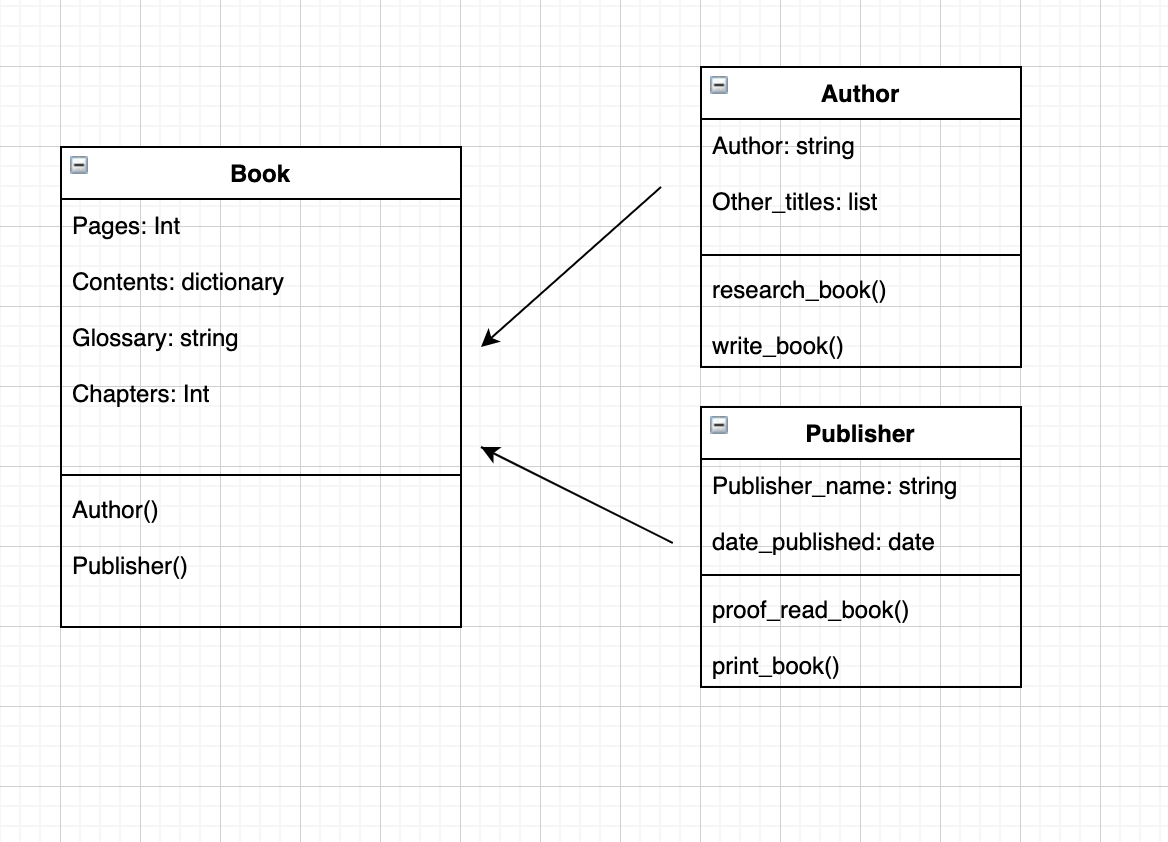 Book
Pages: Int
Contents: dictionary
Glossary: string
Chapters: Int
Author()
Publisher()
Author
Author: string
Other_titles: list
research_book()
write_book()
Publisher
Publisher_name: string
date_published: date
proof_read_book()
print_book()